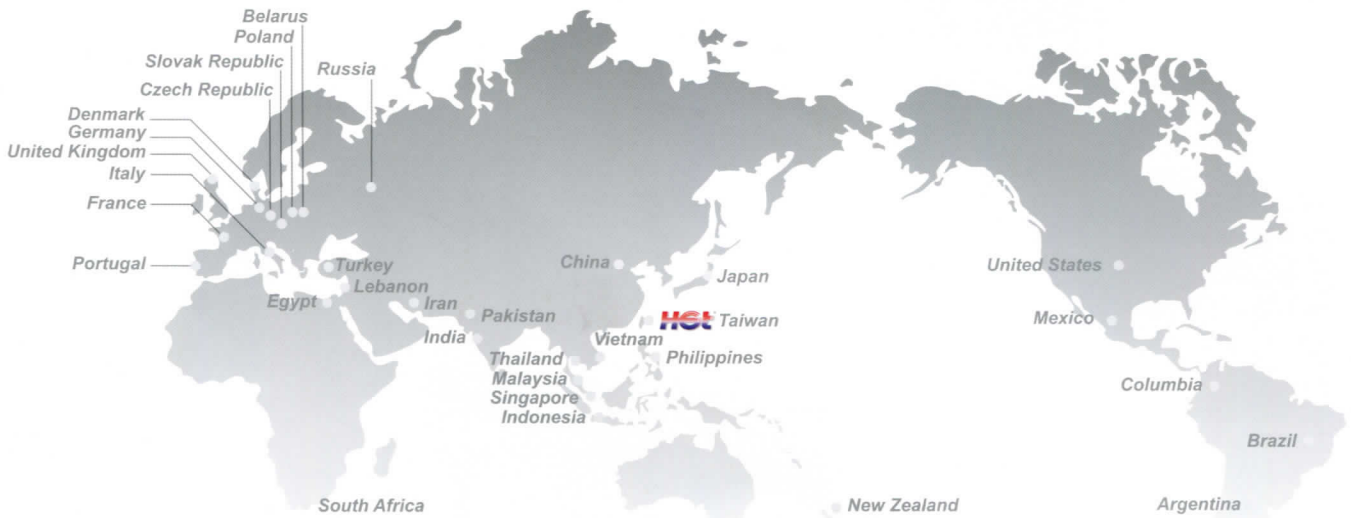 Belarus
Poland
Slovak Republic
Russia
Czech Republic
Denmark
Germany
United Kingdom
Italy
France
Portugal
Turkey
Lebanon
Egypt
Iran
Pakistan
India
China
Japan
HOt Taiwan
Vietnam
Philippines
Thailand
Malaysia
Singapore
Indonesia
United States
Mexico
Columbia
Brazil
South Africa
New Zealand
Argentina